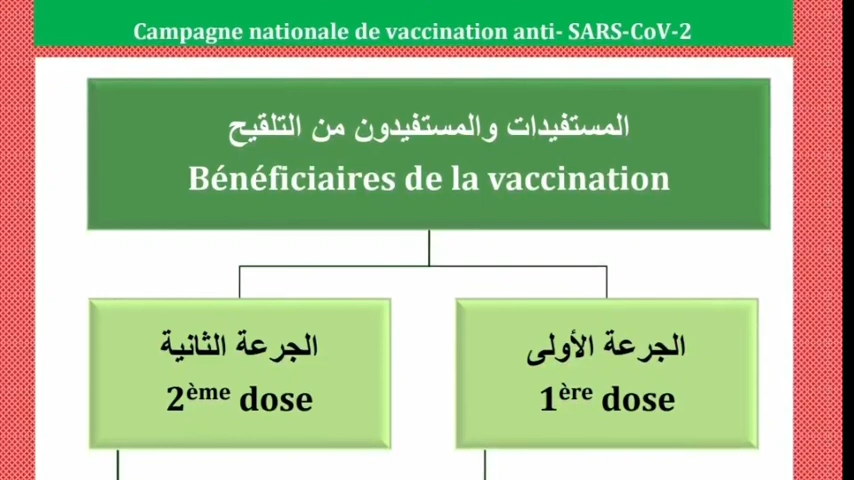 Campagne nationale de vaccination anti- SARS-CoV-2
المستفيدات والمستفيدون من التلقيح
Bénéficiaires de la vaccination
الجرعة الثانية
2ème dose
الجرعة الأولى
1ère dose